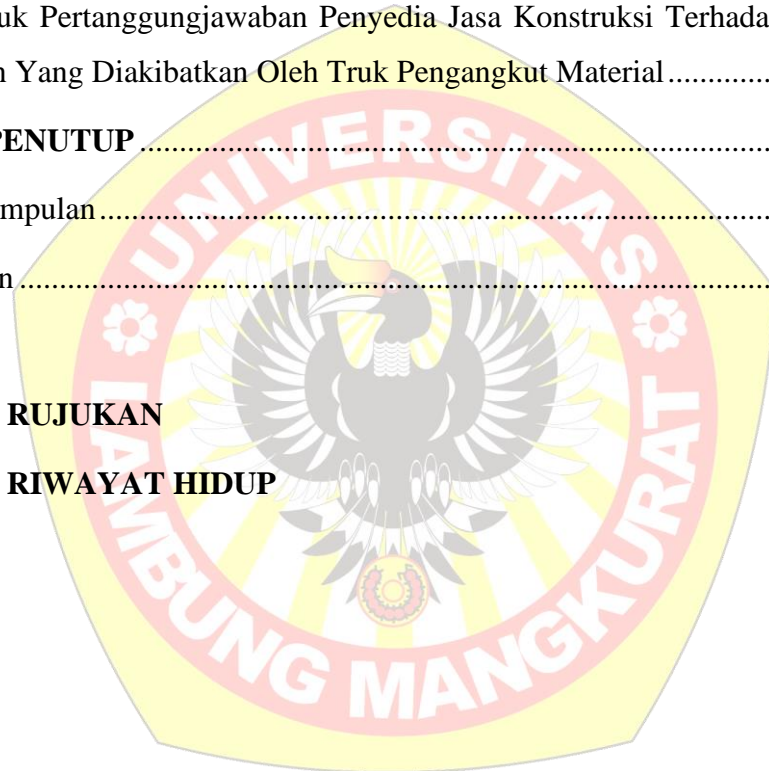 uk Pertanggungjawaban Penyedia Jasa Konstruksi Terhada
n Yang Diakibatkan Oleh Truk Pengangkut Material..............
PENUTUP.......................................................................................
mpulan............................................................................................
n........................................................................................................
RUJUKAN
RIWAYAT HIDUP
UNIVERSITAS
LAMBUNG MANGKURAT